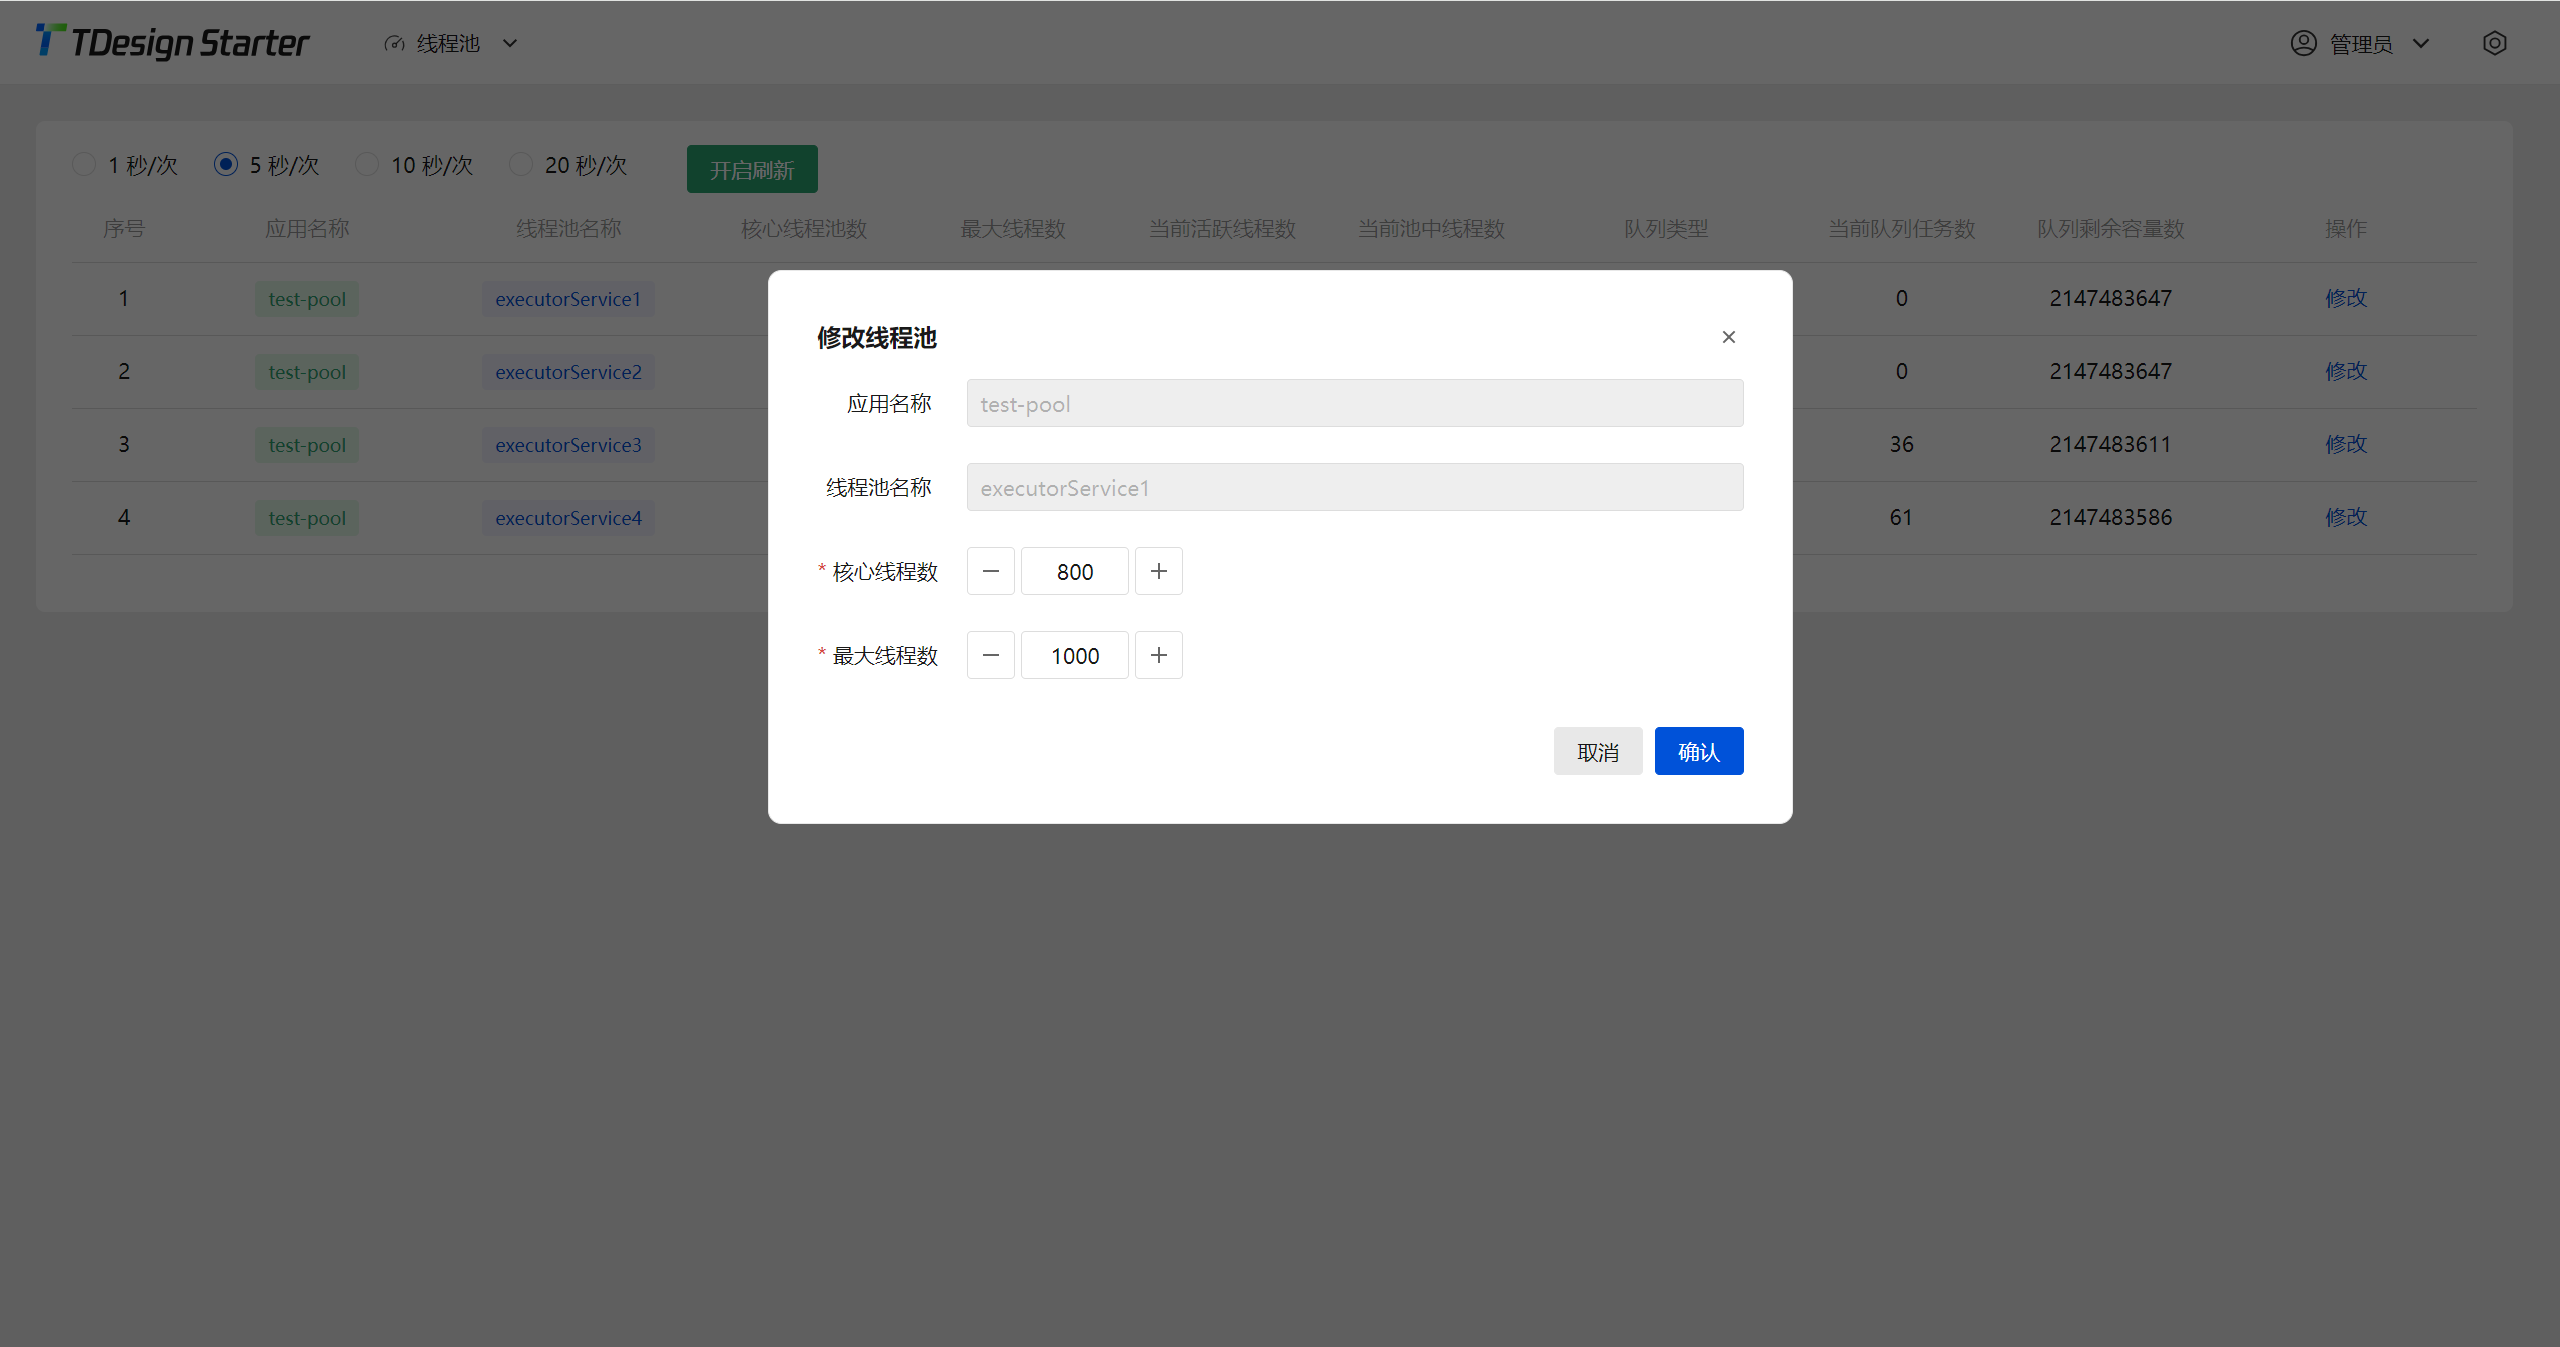 TDesign Starter 线程池 管理员
1 秒/次 5 秒/次 10 秒/次 20 秒/次 开启刷新
序号 应用名称 线程池名称 核心线程池数 最大线程数 当前活跃线程数 当前池中线程数 队列类型 当前队列任务数 队列剩余容量数 操作
1 test-pool executorService1 0 2147483647 修改
2 test-pool executorService2 0 2147483647 修改
3 test-pool executorService3 36 2147483611 修改
4 test-pool executorService4 61 2147483586 修改
修改线程池
应用名称 test-pool
线程池名称 executorService1
* 核心线程数 800
* 最大线程数 1000
取消 确认